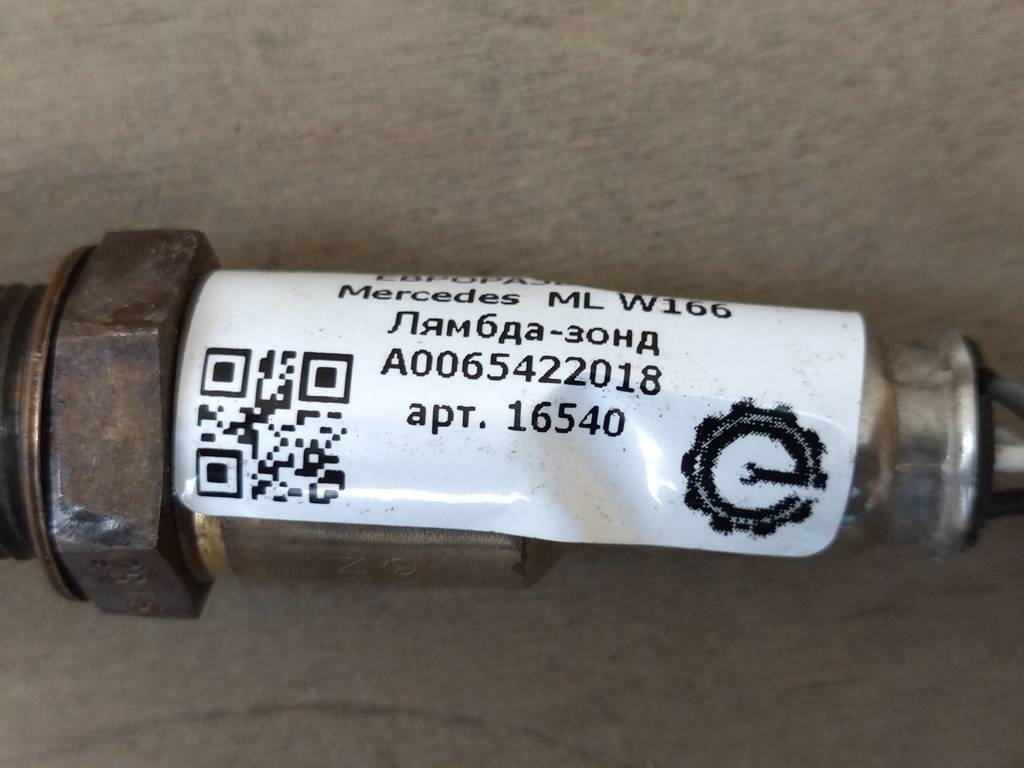 Mercedes ML W166
Лямбда-зонд
A0065422018
арт. 16540